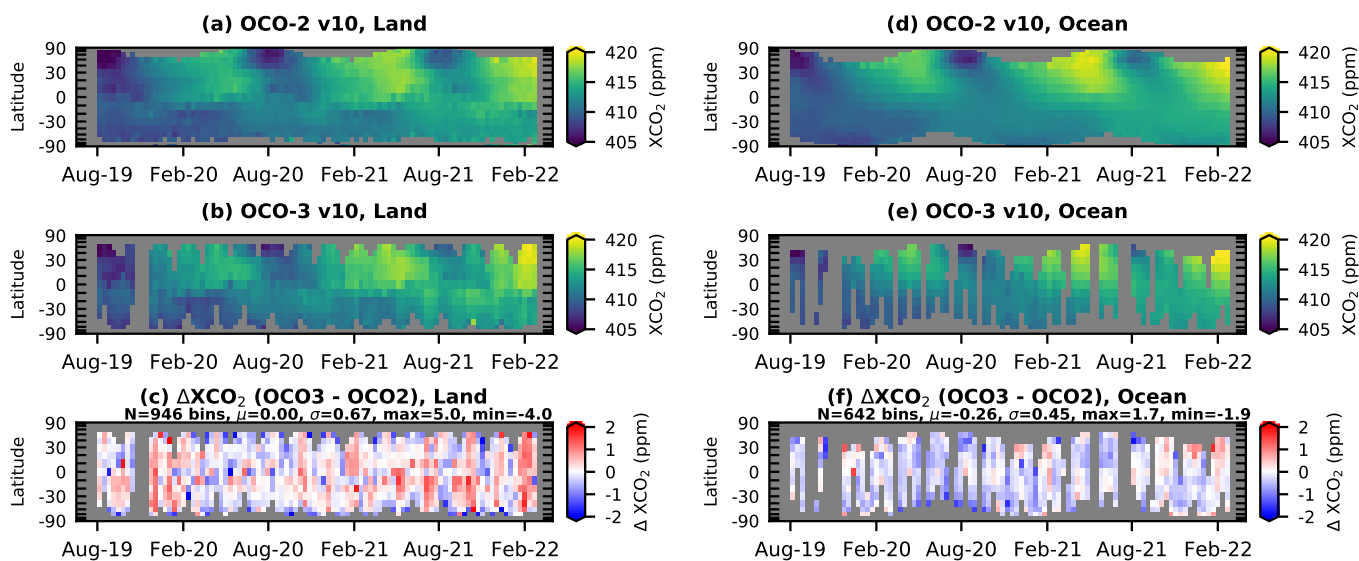 (a) OCO-2 v10, Land
90
30
0
-30
-90
Latitude
Aug-19 Feb-20 Aug-20 Feb-21 Aug-21 Feb-22
420
415
410
405
XCO₂ (ppm)
(d) OCO-2 v10, Ocean
90
30
0
-30
-90
Latitude
Aug-19 Feb-20 Aug-20 Feb-21 Aug-21 Feb-22
420
415
410
405
XCO₂ (ppm)
(b) OCO-3 v10, Land
90
30
0
-30
-90
Latitude
Aug-19 Feb-20 Aug-20 Feb-21 Aug-21 Feb-22
420
415
410
405
XCO₂ (ppm)
(e) OCO-3 v10, Ocean
90
30
0
-30
-90
Latitude
Aug-19 Feb-20 Aug-20 Feb-21 Aug-21 Feb-22
420
415
410
405
XCO₂ (ppm)
(c) ΔXCO₂ (OCO3 - OCO2), Land
N=946 bins, μ=0.00, σ=0.67, max=5.0, min=-4.0
90
30
0
-30
-90
Latitude
Aug-19 Feb-20 Aug-20 Feb-21 Aug-21 Feb-22
2
1
0
-1
-2
Δ XCO₂ (ppm)
(f) ΔXCO₂ (OCO3 - OCO2), Ocean
N=642 bins, μ=-0.26, σ=0.45, max=1.7, min=-1.9
90
30
0
-30
-90
Latitude
Aug-19 Feb-20 Aug-20 Feb-21 Aug-21 Feb-22
2
1
0
-1
-2
Δ XCO₂ (ppm)